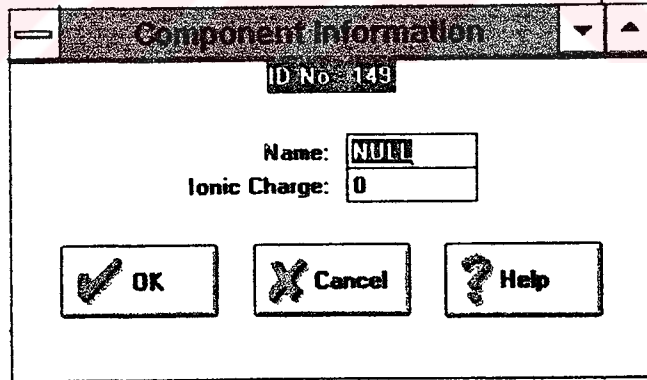 Component Information
ID No 149
Name: NULL
Ionic Charge: 0
OK Cancel Help